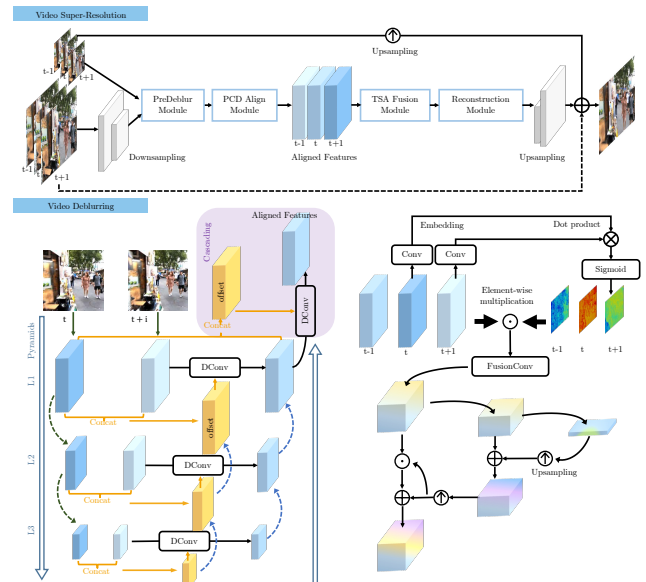 Video Super-Resolution
t-1
t
t+1
Upsampling
PreDeblur
Module
PCD Align
Module
TSA Fusion
Module
Reconstruction
Module
t-1
t
t+1
Downsampling
t-1
t
t+1
Aligned Features
Upsampling
Video Deblurring
Aligned Features
Cascading
offset
Concat
DConv
t
t + i
Pyramids
L1
DConv
Concat
offset
L2
DConv
Concat
L3
DConv
Concat
Embedding
Dot product
Conv
Conv
Sigmoid
Element-wise
multiplication
t-1
t
t+1
t-1
t
t+1
FusionConv
Upsampling